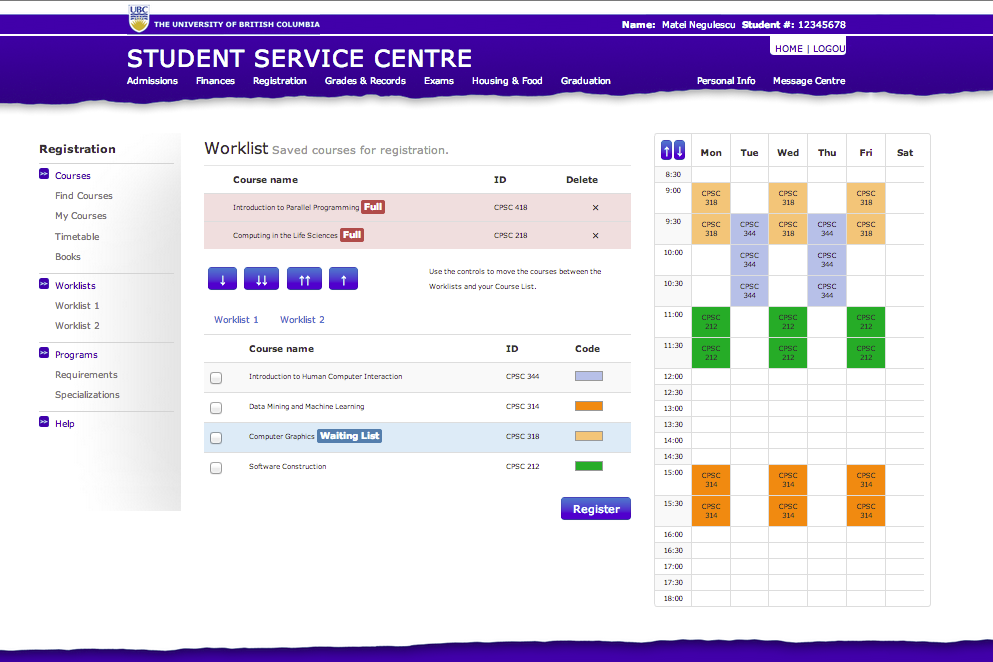 UBC
THE UNIVERSITY OF BRITISH COLUMBIA
Name: Matei Negulescu Student #: 12345678
HOME | LOGOU
STUDENT SERVICE CENTRE
Admissions Finances Registration Grades & Records Exams Housing & Food Graduation Personal Info Message Centre
Registration
Courses
Find Courses
My Courses
Timetable
Books
Worklists
Worklist 1
Worklist 2
Programs
Requirements
Specializations
Help
Worklist Saved courses for registration.
Course name ID Delete
Introduction to Parallel Programming Full CPSC 418 ×
Computing in the Life Sciences Full CPSC 218 ×
↓ ↓↓ ↑↑ ↑
Use the controls to move the courses between the
Worklists and your Course List.
Worklist 1 Worklist 2
Course name ID Code
Introduction to Human Computer Interaction CPSC 344
Data Mining and Machine Learning CPSC 314
Computer Graphics Waiting List CPSC 318
Software Construction CPSC 212
Register
↑ ↓ Mon Tue Wed Thu Fri Sat
8:30
9:00 CPSC CPSC CPSC
318 318 318
9:30 CPSC CPSC CPSC CPSC CPSC
318 344 318 344 318
10:00 CPSC CPSC
344 344
10:30 CPSC CPSC
344 344
11:00 CPSC CPSC CPSC
212 212 212
11:30 CPSC CPSC CPSC
212 212 212
12:00
12:30
13:00
13:30
14:00
14:30
15:00 CPSC CPSC CPSC
314 314 314
15:30 CPSC CPSC CPSC
314 314 314
16:00
16:30
17:00
17:30
18:00